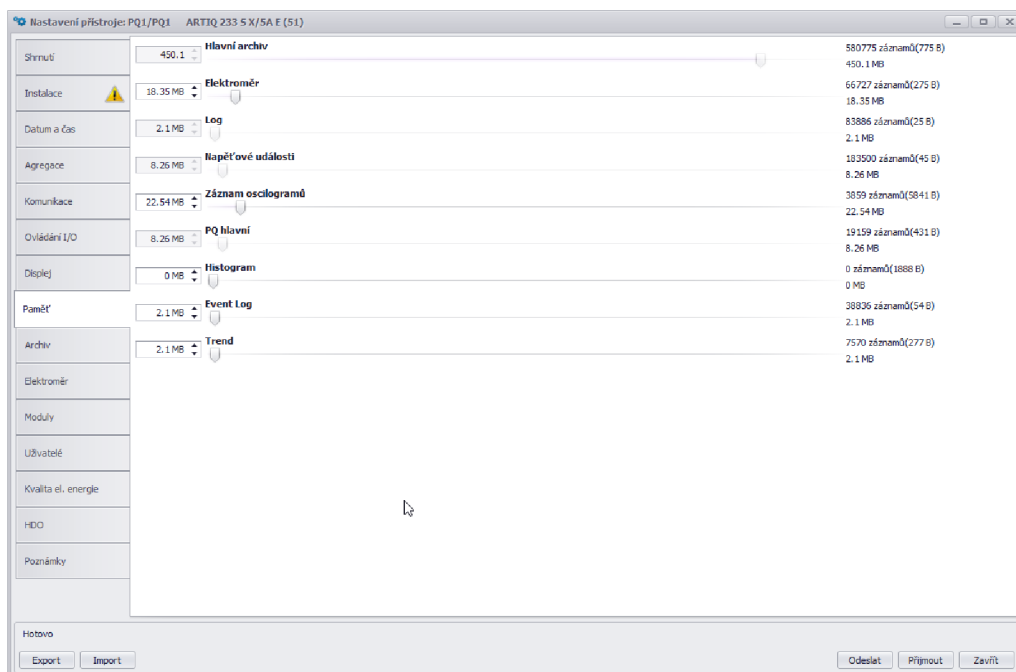 Nastavení přístroje: PQ1/PQ1 ARTIQ 233 5 X/5A E (51)
Shrnutí
Instalace
Datum a čas
Agregace
Komunikace
Ovládání I/O
Displej
Paměť
Archiv
Elektroměr
Moduly
Uživatelé
Kvalita el. energie
HDO
Poznámky
450.1 Hlavní archiv 580775 záznamů(775 B)
450.1 MB
18.35 MB Elektroměr 66727 záznamů(275 B)
18.35 MB
2.1 MB Log 83886 záznamů(25 B)
2.1 MB
8.26 MB Napěťové události 183500 záznamů(45 B)
8.26 MB
22.54 MB Záznam oscilogramů 3859 záznamů(5841 B)
22.54 MB
8.26 MB PQ hlavní 19159 záznamů(431 B)
8.26 MB
0 MB Histogram 0 záznamů(1888 B)
0 MB
2.1 MB Event Log 38836 záznamů(54 B)
2.1 MB
2.1 MB Trend 7570 záznamů(277 B)
2.1 MB
Hotovo
Export Import Odeslat Přijmout Zavřít